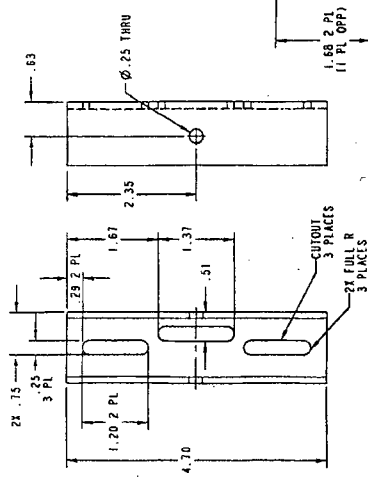 .63
Ø.25 THRU
2.35
1.68 2 PL
(1 PL OPP)
2X .75
.25
3 PL
.29 2 PL
1.67
1.37
.51
1.20 2 PL
4.70
CUTOUT
3 PLACES
2X FULL R
3 PLACES